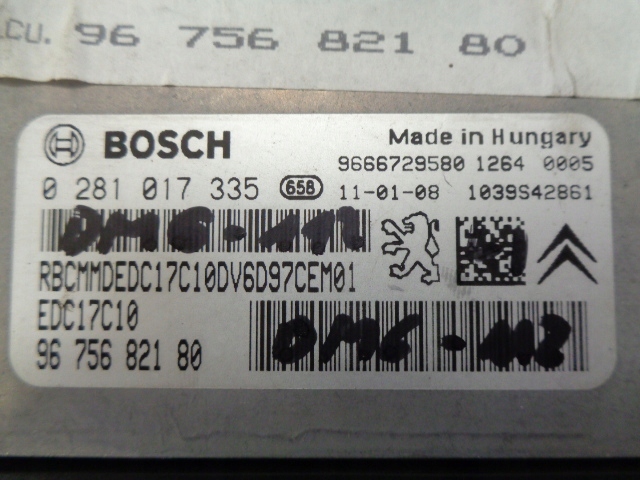 LCU. 96 756 821 80
BOSCH
Made in Hungary
9666729580 1264 0005
0 281 017 335 658
11-01-08 1039S42861
RBCMMDEDC17C10DV6D97CEM01
EDC17C10
96 756 821 80